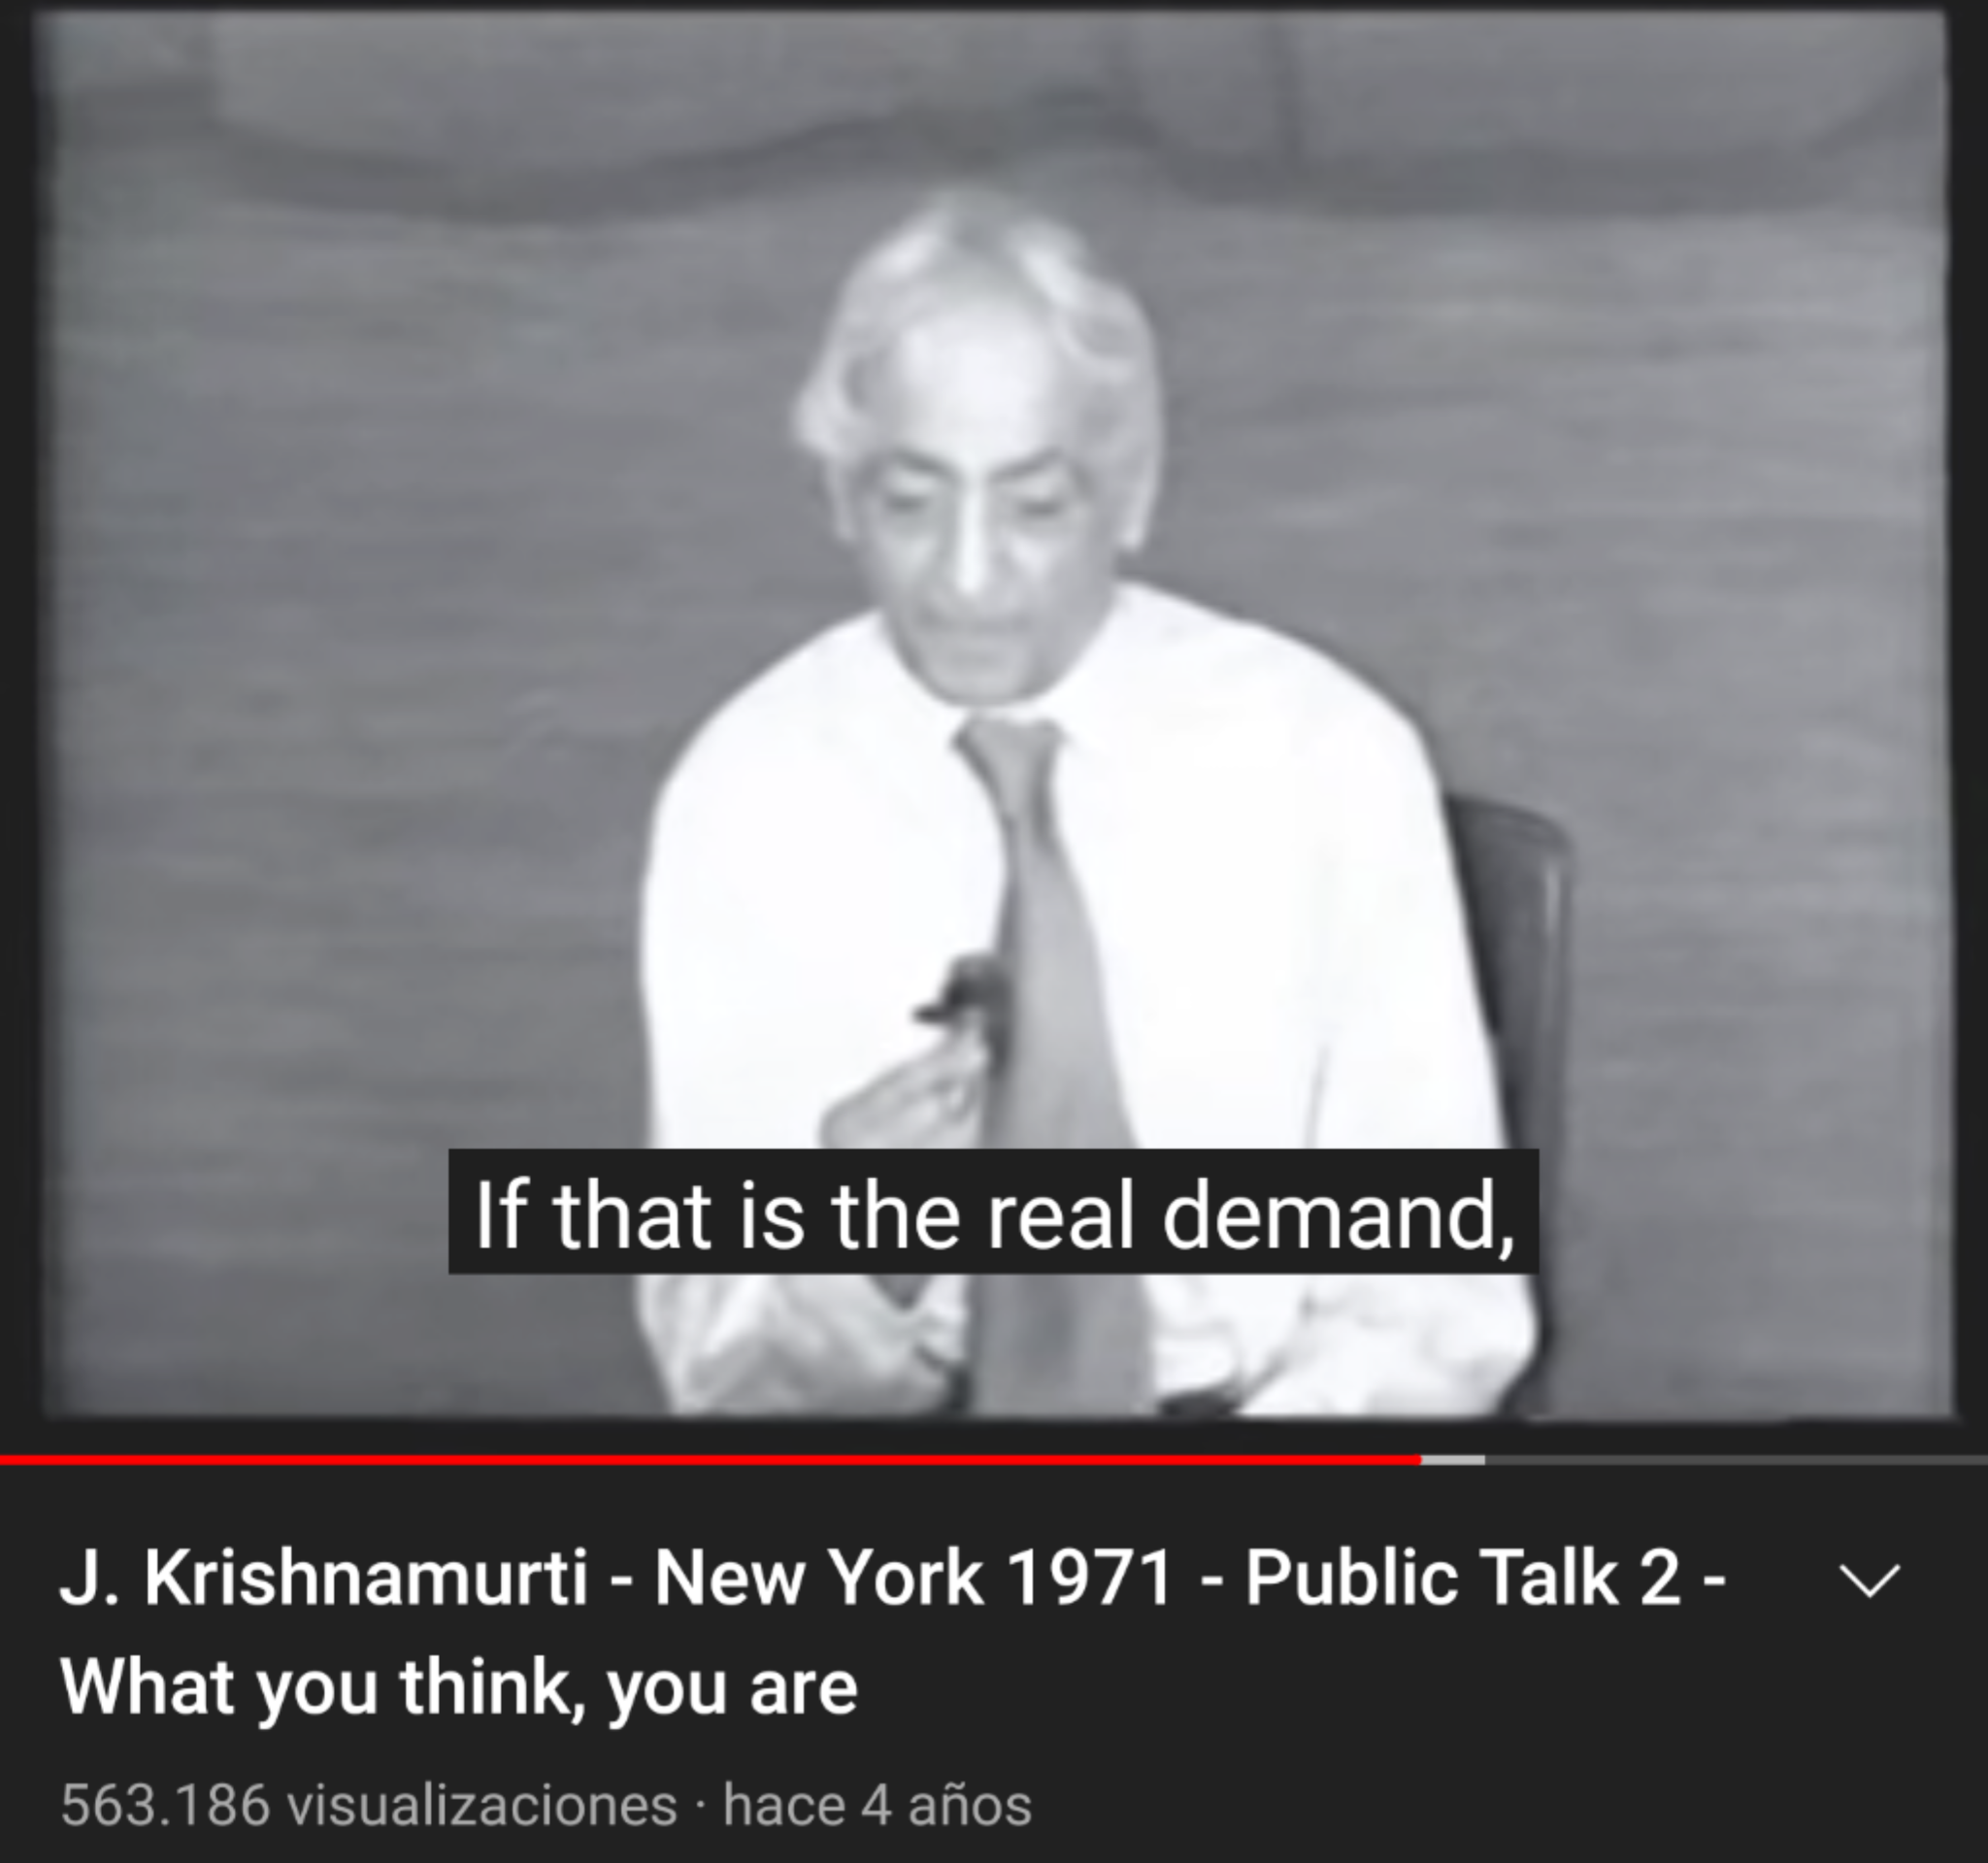 If that is the real demand,
J. Krishnamurti - New York 1971 - Public Talk 2 -
What you think, you are
563.186 visualizaciones · hace 4 años